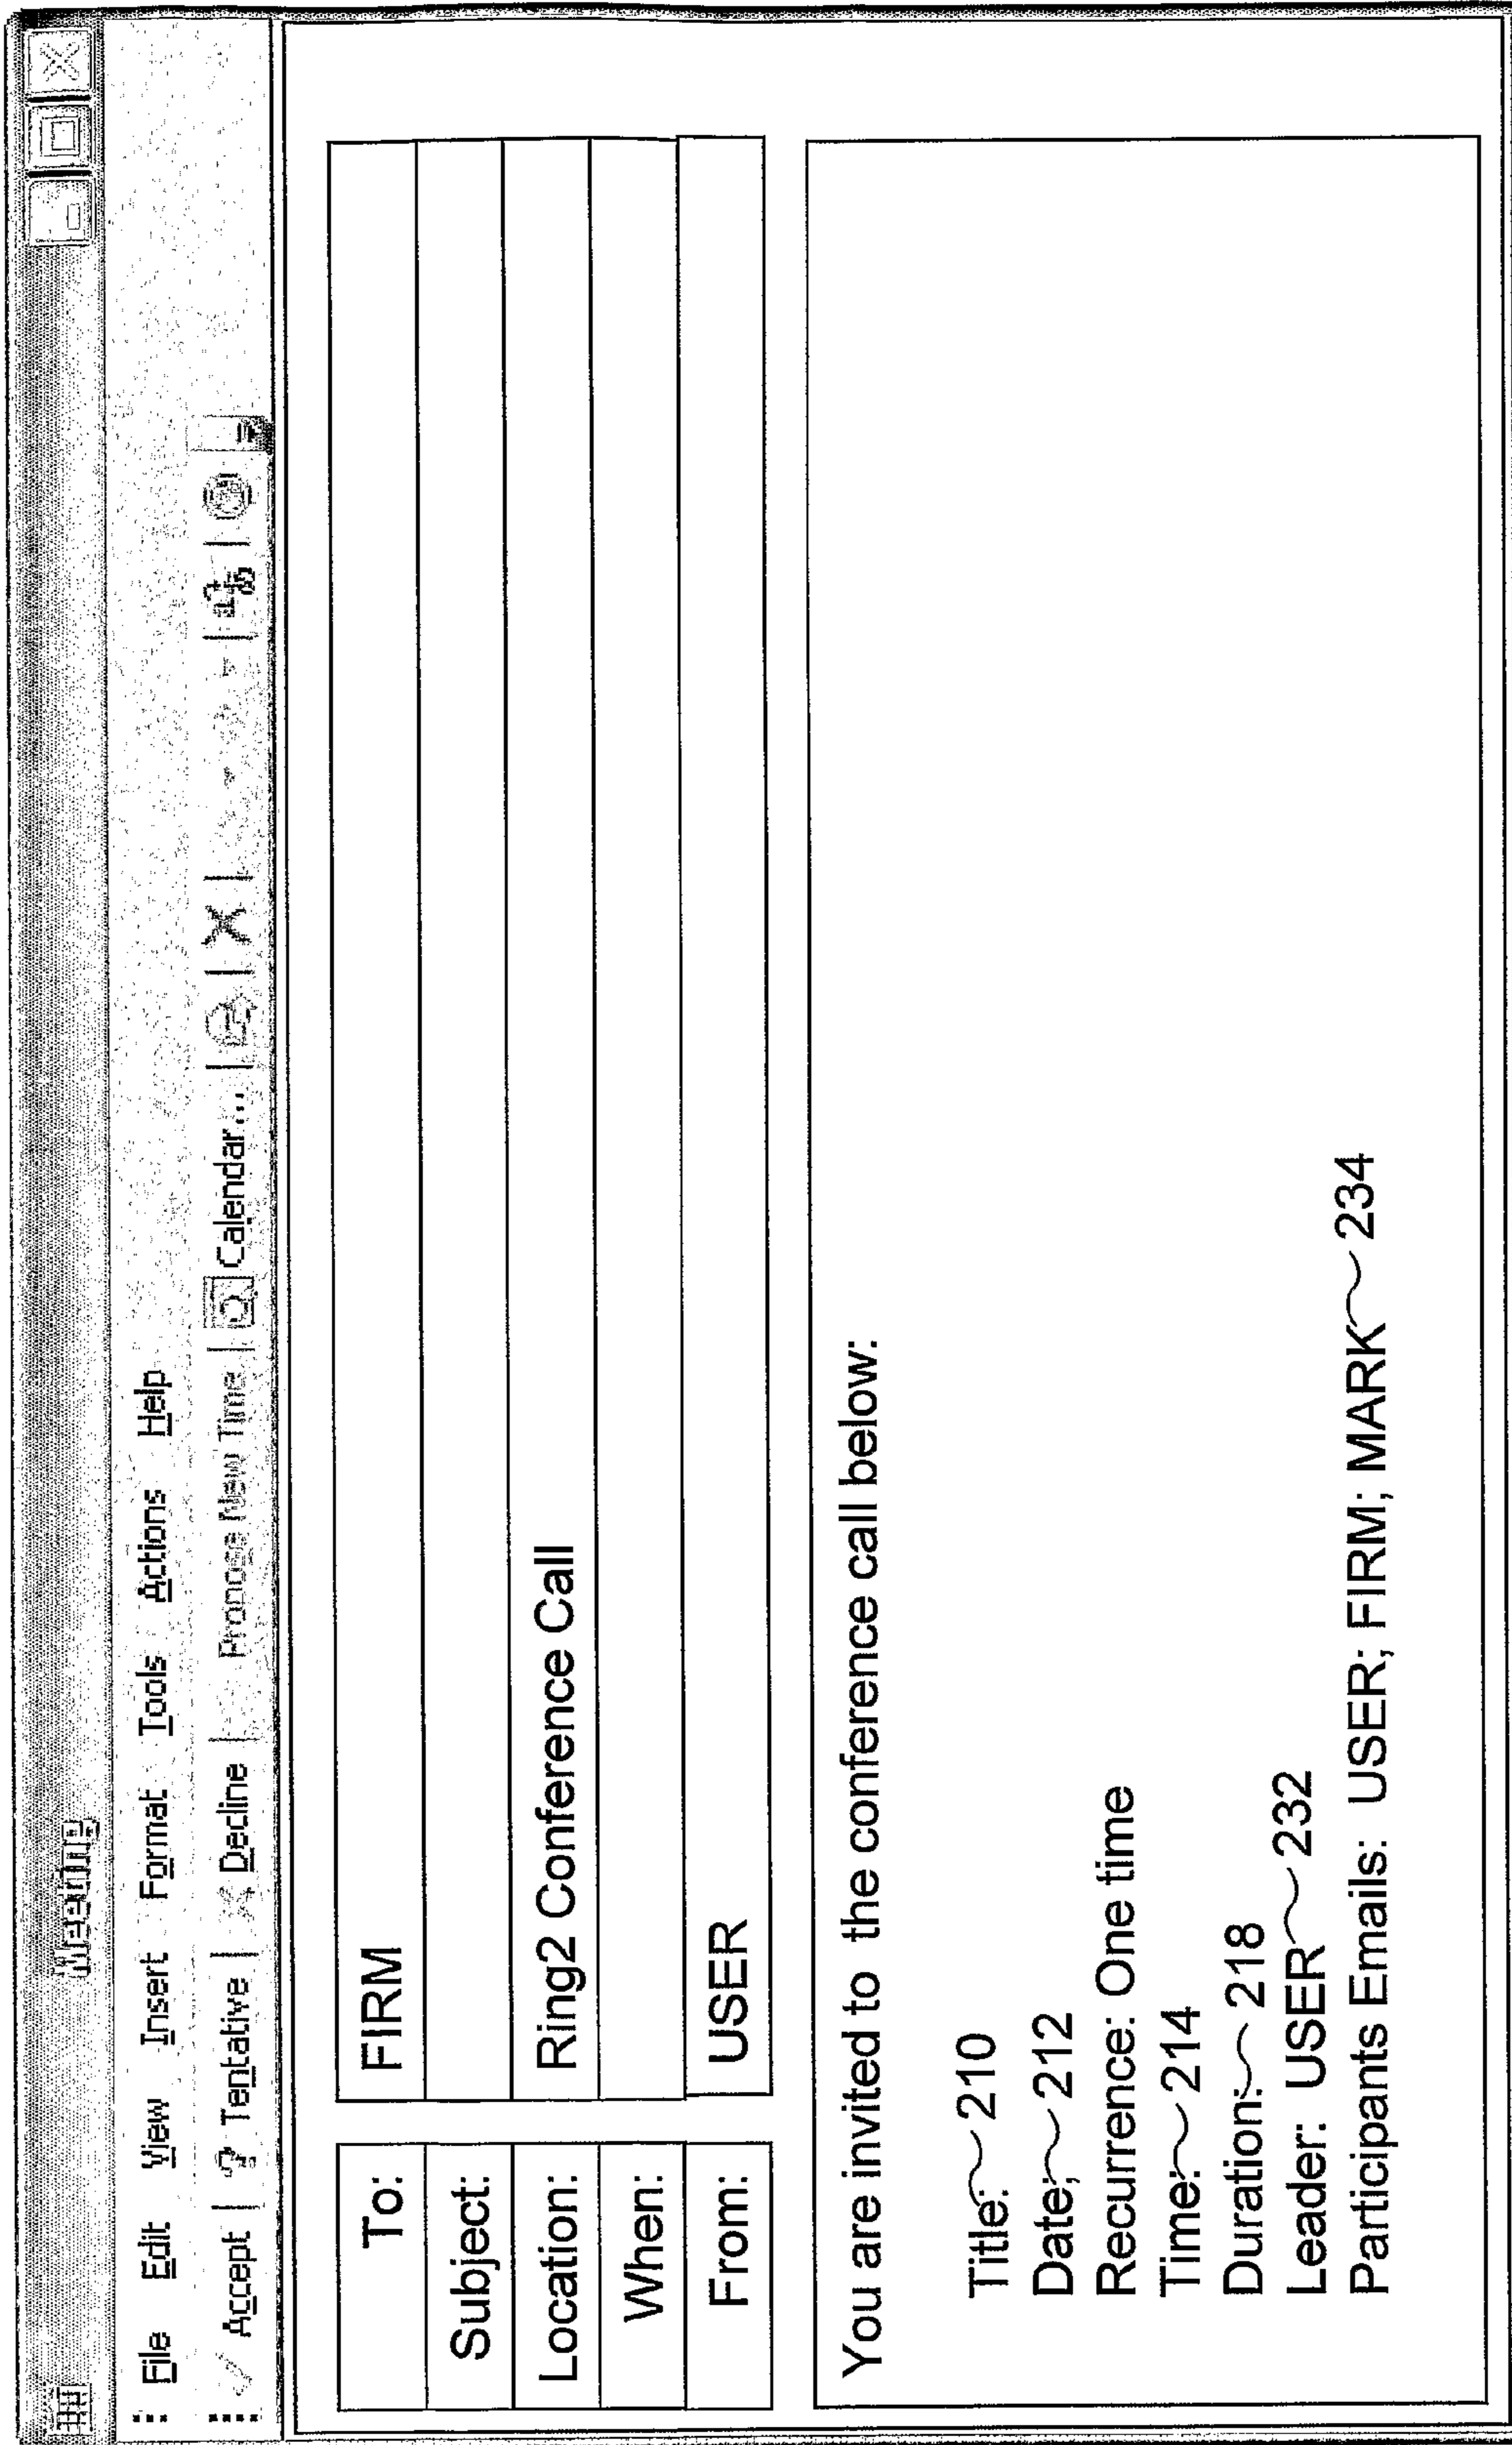 Meeting
File Edit View Insert Format Tools Actions Help
Accept | ? Tentative | Decline | Propose New Time | Calendar...
To: FIRM
Subject:
Location: Ring2 Conference Call
When:
From: USER
You are invited to the conference call below:
Title: 210
Date: 212
Recurrence: One time
Time: 214
Duration: 218
Leader: USER 232
Participants Emails: USER; FIRM; MARK 234